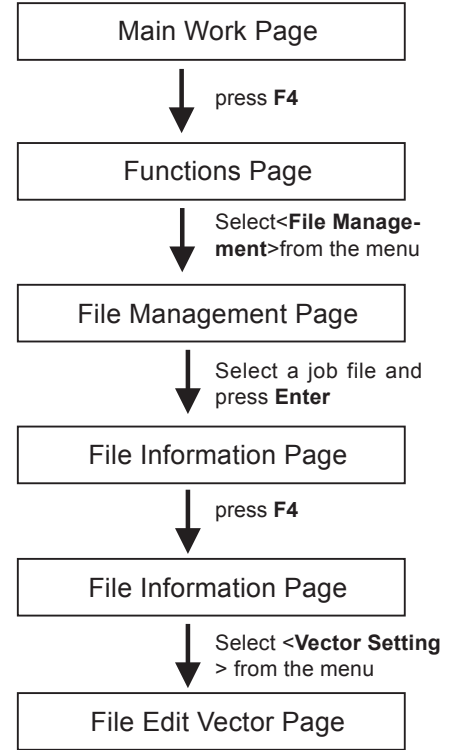 Main Work Page
press F4
Functions Page
Select<File Manage-
ment>from the menu
File Management Page
Select a job file and
press Enter
File Information Page
press F4
File Information Page
Select <Vector Setting
> from the menu
File Edit Vector Page